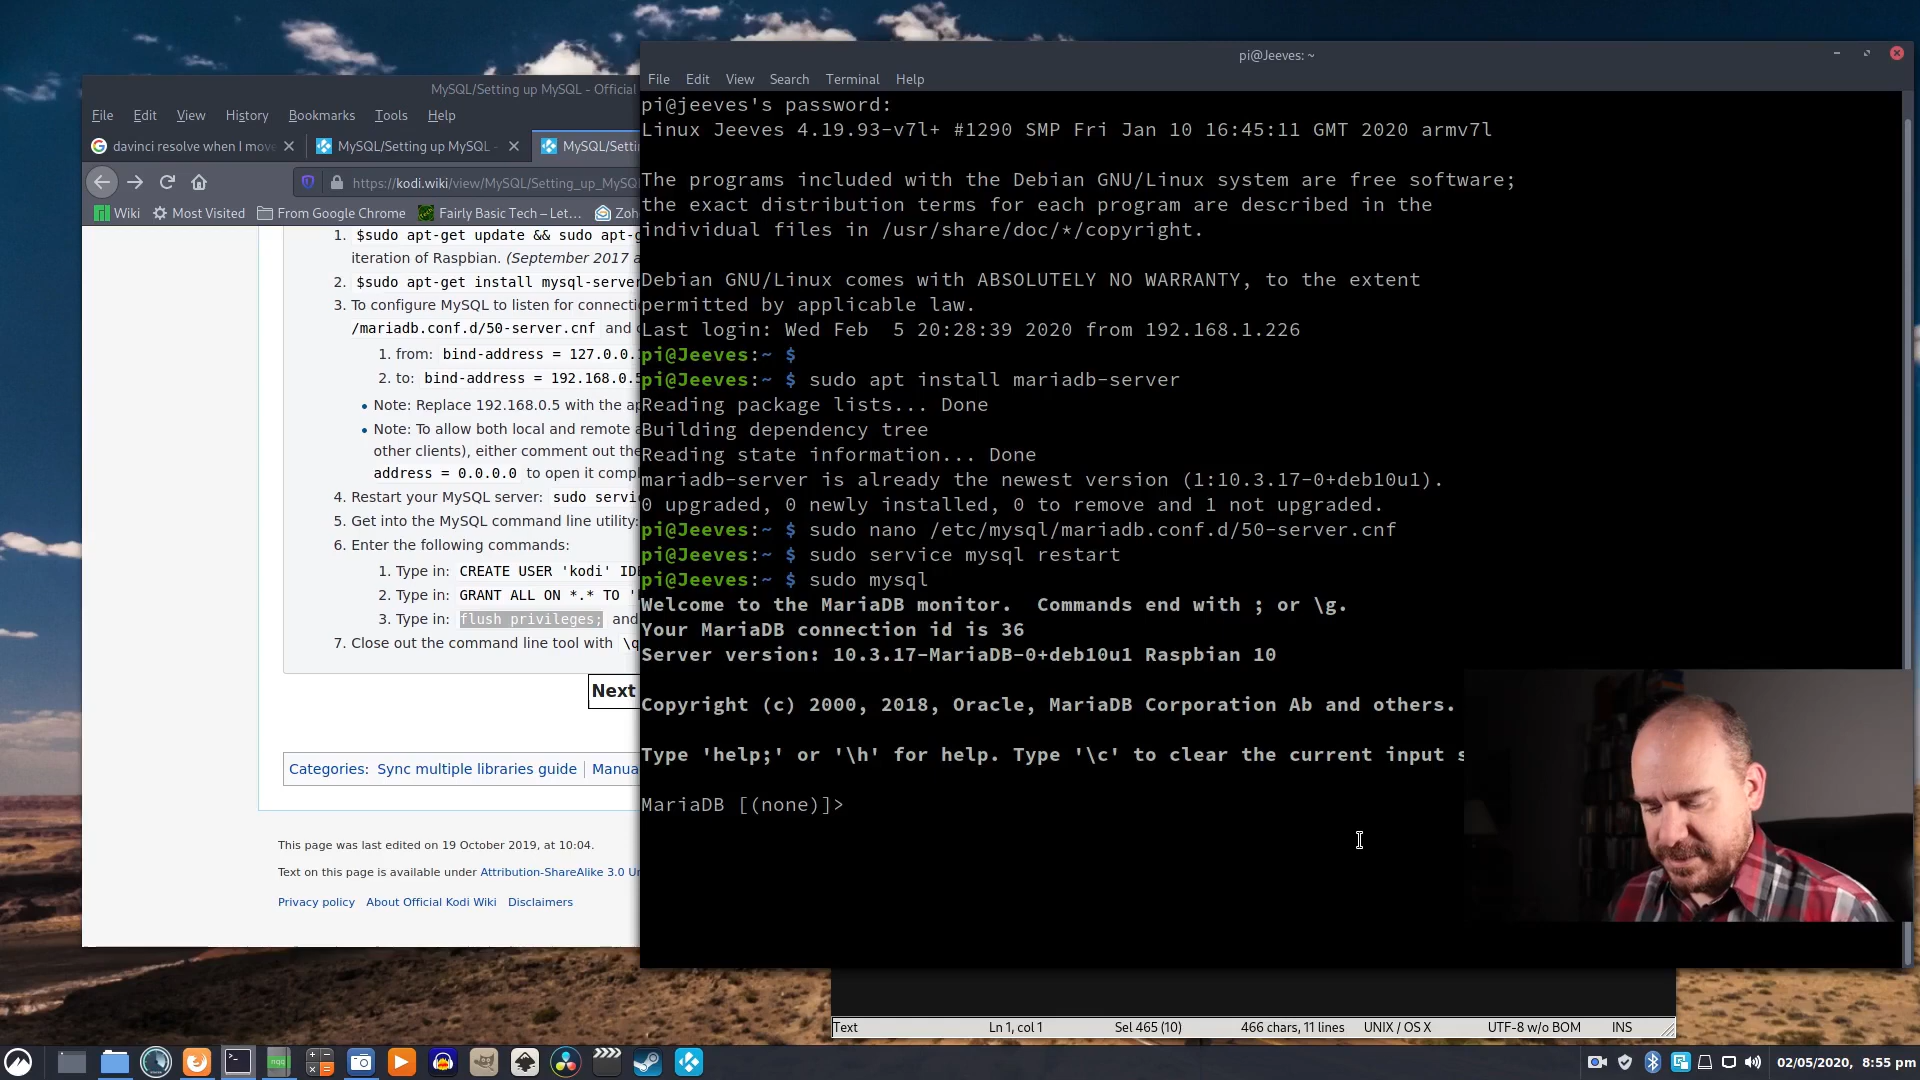 MySQL/Setting up MySQL - Official
File Edit View History Bookmarks Tools Help
davinci resolve when I mov
MySQL/Setting up MySQL -
MySQL/Setti
https://kodi.wiki/view/MySQL/Setting_up_MySQ
Wiki Most Visited From Google Chrome Fairly Basic Tech – Let... Zoh
1. $sudo apt-get update && sudo apt-g
iteration of Raspbian. (September 2017 a
2. $sudo apt-get install mysql-server
3. To configure MySQL to listen for connecti
/mariadb.conf.d/50-server.cnf and
1. from: bind-address = 127.0.0.
2. to: bind-address = 192.168.0.5
• Note: Replace 192.168.0.5 with the ap
• Note: To allow both local and remote a
other clients), either comment out the
address = 0.0.0.0 to open it compl
4. Restart your MySQL server: sudo servi
5. Get into the MySQL command line utility:
6. Enter the following commands:
1. Type in: CREATE USER 'kodi' IDE
2. Type in: GRANT ALL ON *.* TO '
3. Type in: flush privileges; and
7. Close out the command line tool with \q
Next
Categories: Sync multiple libraries guide | Manua
This page was last edited on 19 October 2019, at 10:04.
Text on this page is available under Attribution-ShareAlike 3.0 Un
Privacy policy About Official Kodi Wiki Disclaimers
pi@Jeeves: ~
File Edit View Search Terminal Help
pi@jeeves's password:
Linux Jeeves 4.19.93-v7l+ #1290 SMP Fri Jan 10 16:45:11 GMT 2020 armv7l
The programs included with the Debian GNU/Linux system are free software;
the exact distribution terms for each program are described in the
individual files in /usr/share/doc/*/copyright.
Debian GNU/Linux comes with ABSOLUTELY NO WARRANTY, to the extent
permitted by applicable law.
Last login: Wed Feb  5 20:28:39 2020 from 192.168.1.226
pi@Jeeves:~ $
pi@Jeeves:~ $ sudo apt install mariadb-server
Reading package lists... Done
Building dependency tree
Reading state information... Done
mariadb-server is already the newest version (1:10.3.17-0+deb10u1).
0 upgraded, 0 newly installed, 0 to remove and 1 not upgraded.
pi@Jeeves:~ $ sudo nano /etc/mysql/mariadb.conf.d/50-server.cnf
pi@Jeeves:~ $ sudo service mysql restart
pi@Jeeves:~ $ sudo mysql
Welcome to the MariaDB monitor.  Commands end with ; or \g.
Your MariaDB connection id is 36
Server version: 10.3.17-MariaDB-0+deb10u1 Raspbian 10
Copyright (c) 2000, 2018, Oracle, MariaDB Corporation Ab and others.
Type 'help;' or '\h' for help. Type '\c' to clear the current input s
MariaDB [(none)]>
Text Ln 1, col 1 Sel 465 (10) 466 chars, 11 lines UNIX / OS X UTF-8 w/o BOM INS
nqq
02/05/2020, 8:55 pm